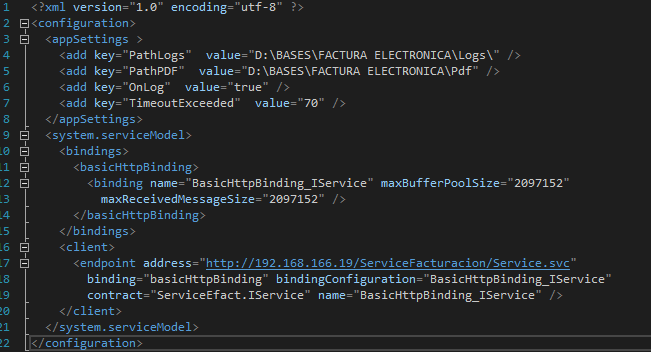 1 <?xml version="1.0" encoding="utf-8" ?>
2 <configuration>
3 <appSettings >
4 <add key="PathLogs"  value="D:\BASES\FACTURA ELECTRONICA\Logs\" />
5 <add key="PathPDF"  value="D:\BASES\FACTURA ELECTRONICA\Pdf" />
6 <add key="OnLog"  value="true" />
7 <add key="TimeoutExceeded"  value="70" />
8 </appSettings>
9 <system.serviceModel>
10 <bindings>
11 <basicHttpBinding>
12 <binding name="BasicHttpBinding_IService" maxBufferPoolSize="2097152"
13 maxReceivedMessageSize="2097152" />
14 </basicHttpBinding>
15 </bindings>
16 <client>
17 <endpoint address="http://192.168.166.19/ServiceFacturacion/Service.svc"
18 binding="basicHttpBinding" bindingConfiguration="BasicHttpBinding_IService"
19 contract="ServiceEfact.IService" name="BasicHttpBinding_IService" />
20 </client>
21 </system.serviceModel>
22 </configuration>